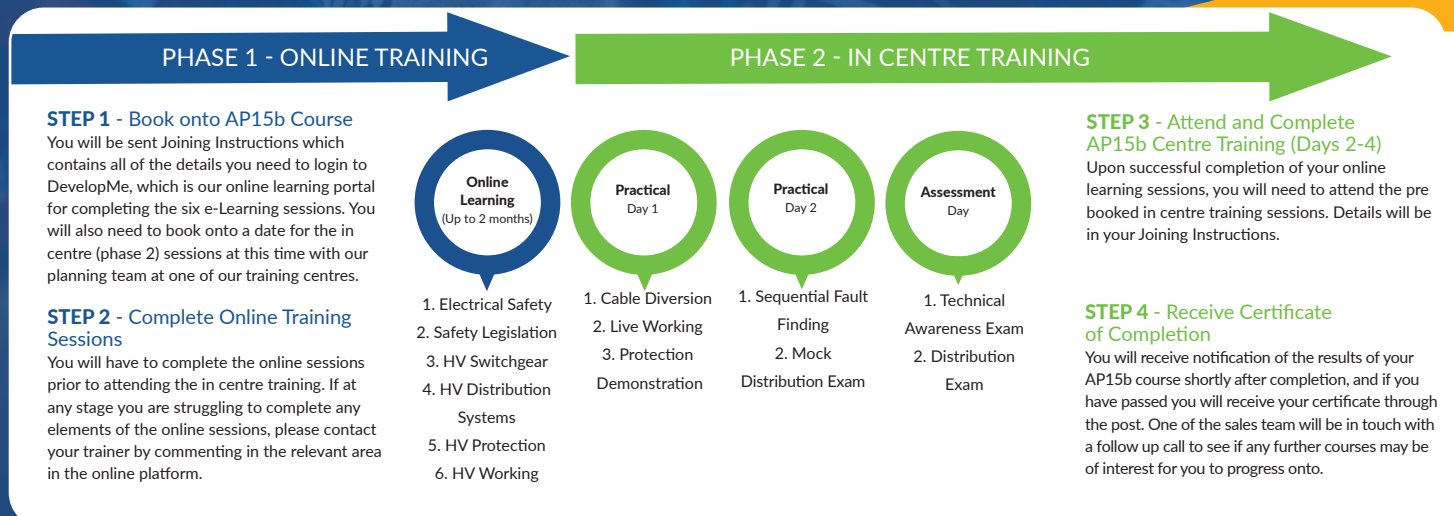 PHASE 1 - ONLINE TRAINING
PHASE 2 - IN CENTRE TRAINING
STEP 1 - Book onto AP15b Course
You will be sent Joining Instructions which
contains all of the details you need to login to
DevelopMe, which is our online learning portal
for completing the six e-Learning sessions. You
will also need to book onto a date for the in
centre (phase 2) sessions at this time with our
planning team at one of our training centres.
STEP 2 - Complete Online Training
Sessions
You will have to complete the online sessions
prior to attending the in centre training. If at
any stage you are struggling to complete any
elements of the online sessions, please contact
your trainer by commenting in the relevant area
in the online platform.
Online
Learning
(Up to 2 months)
1. Electrical Safety
2. Safety Legislation
3. HV Switchgear
4. HV Distribution
Systems
5. HV Protection
6. HV Working
Practical
Day 1
1. Cable Diversion
2. Live Working
3. Protection
Demonstration
Practical
Day 2
1. Sequential Fault
Finding
2. Mock
Distribution Exam
Assessment
Day
1. Technical
Awareness Exam
2. Distribution
Exam
STEP 3 - Attend and Complete
AP15b Centre Training (Days 2-4)
Upon successful completion of your online
learning sessions, you will need to attend the pre
booked in centre training sessions. Details will be
in your Joining Instructions.
STEP 4 - Receive Certificate
of Completion
You will receive notification of the results of your
AP15b course shortly after completion, and if you
have passed you will receive your certificate through
the post. One of the sales team will be in touch with
a follow up call to see if any further courses may be
of interest for you to progress onto.